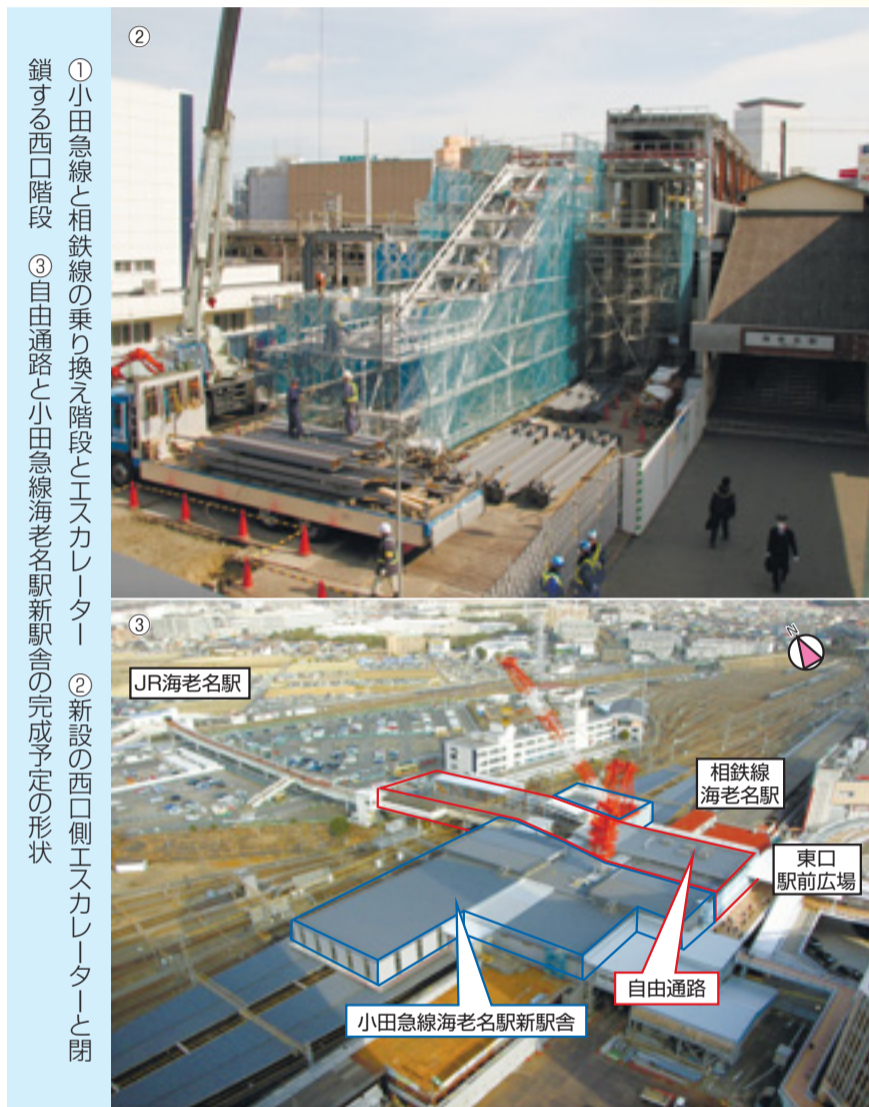 ①小田急線と相鉄線の乗り換え階段とエスカレーター　②新設の西口側エスカレーターと閉
鎖する西口階段　③自由通路と小田急線海老名駅新駅舎の完成予定の形状
②
③
N
JR海老名駅
相鉄線
海老名駅
東口
駅前広場
自由通路
小田急線海老名駅新駅舎